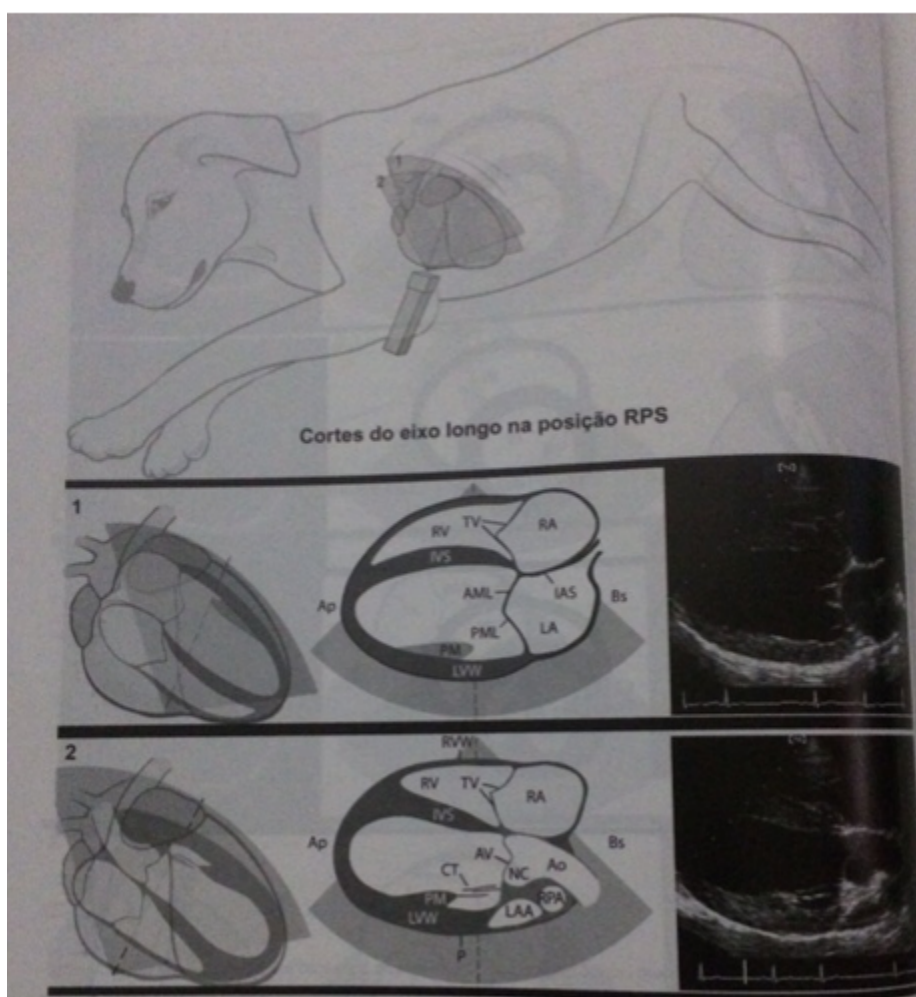 1
2
Cortes do eixo longo na posição RPS
1
RV TV RA
IVS
Ap AML IAS Bs
PML LA
PM
LVW
2
RVW
RV TV RA
IVS
Ap AV Ao Bs
CT NC
PM RPA
LVW LAA
P